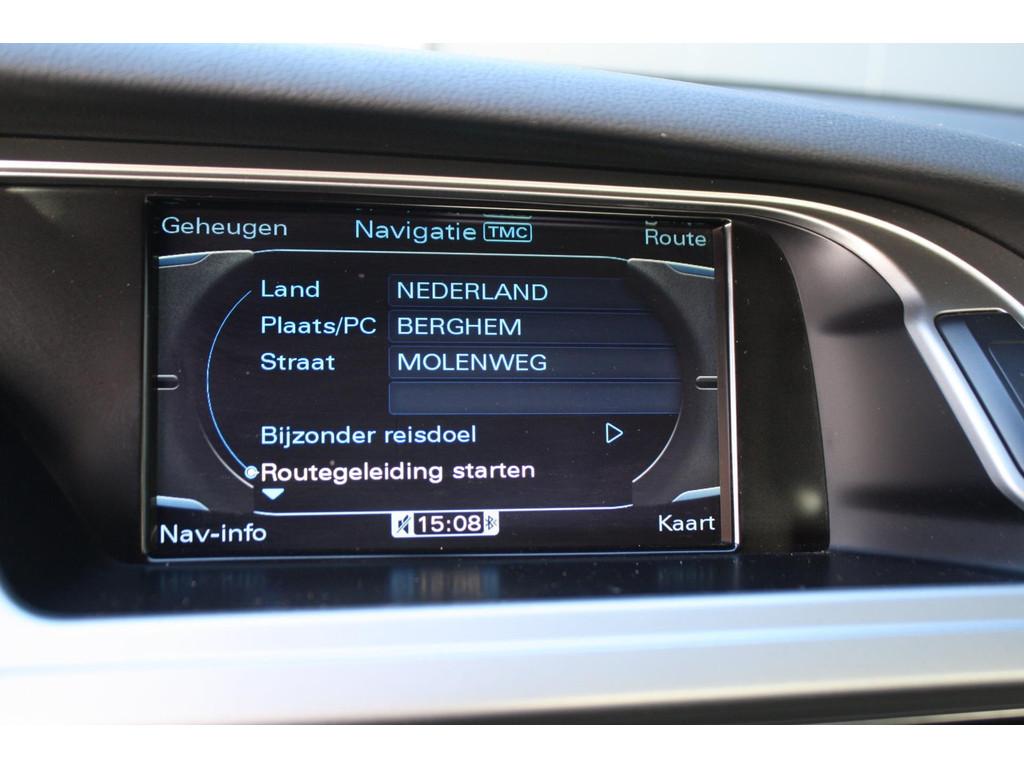 Geheugen Navigatie TMC Route
Land NEDERLAND
Plaats/PC BERGHEM
Straat MOLENWEG
Bijzonder reisdoel
Routegeleiding starten
Nav-info 15:08 Kaart